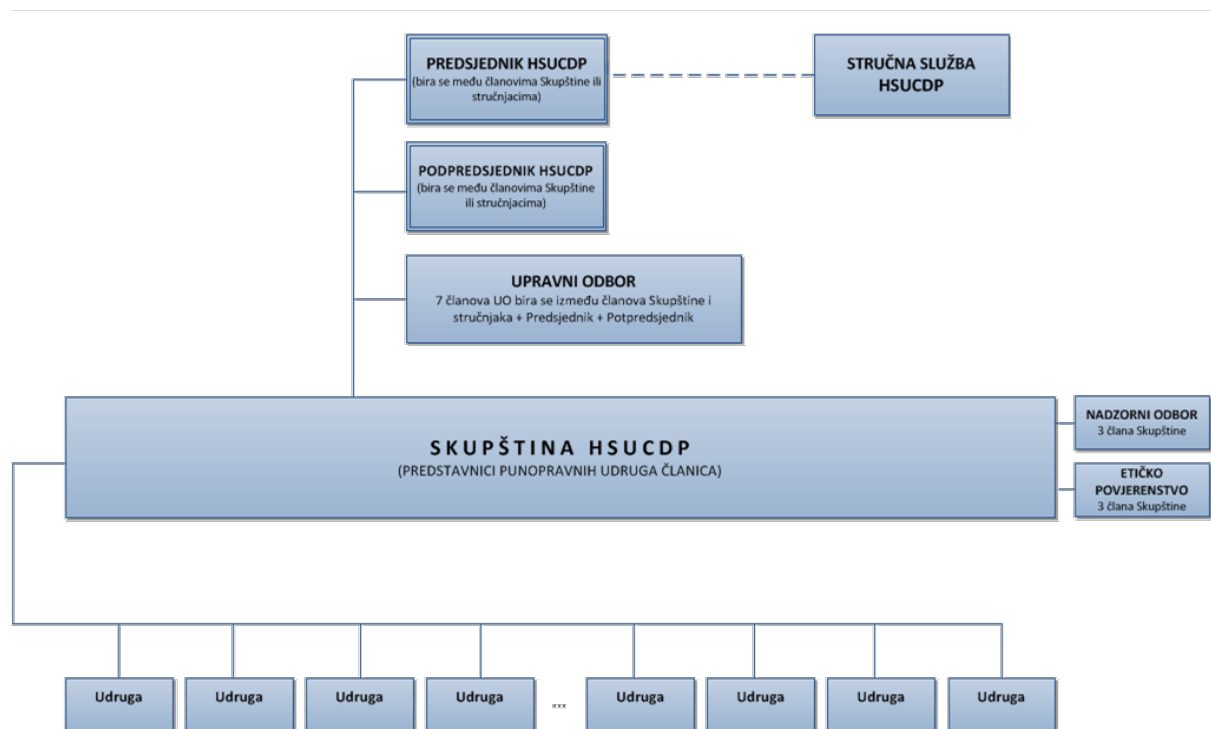 PREDSJEDNIK HSUCDP
(bira se među članovima Skupštine ili
stručnjacima)
STRUČNA SLUŽBA
HSUCDP
PODPREDSJEDNIK HSUCDP
(bira se među članovima Skupštine
ili stručnjacima)
UPRAVNI ODBOR
7 članova UO bira se između članova Skupštine i
stručnjaka + Predsjednik + Potpredsjednik
SKUPŠTINA HSUCDP
(PREDSTAVNICI PUNOPRAVNIH UDRUGA ČLANICA)
NADZORNI ODBOR
3 člana Skupštine
ETIČKO
POVJERENSTVO
3 člana Skupštine
Udruga Udruga Udruga Udruga ... Udruga Udruga Udruga Udruga